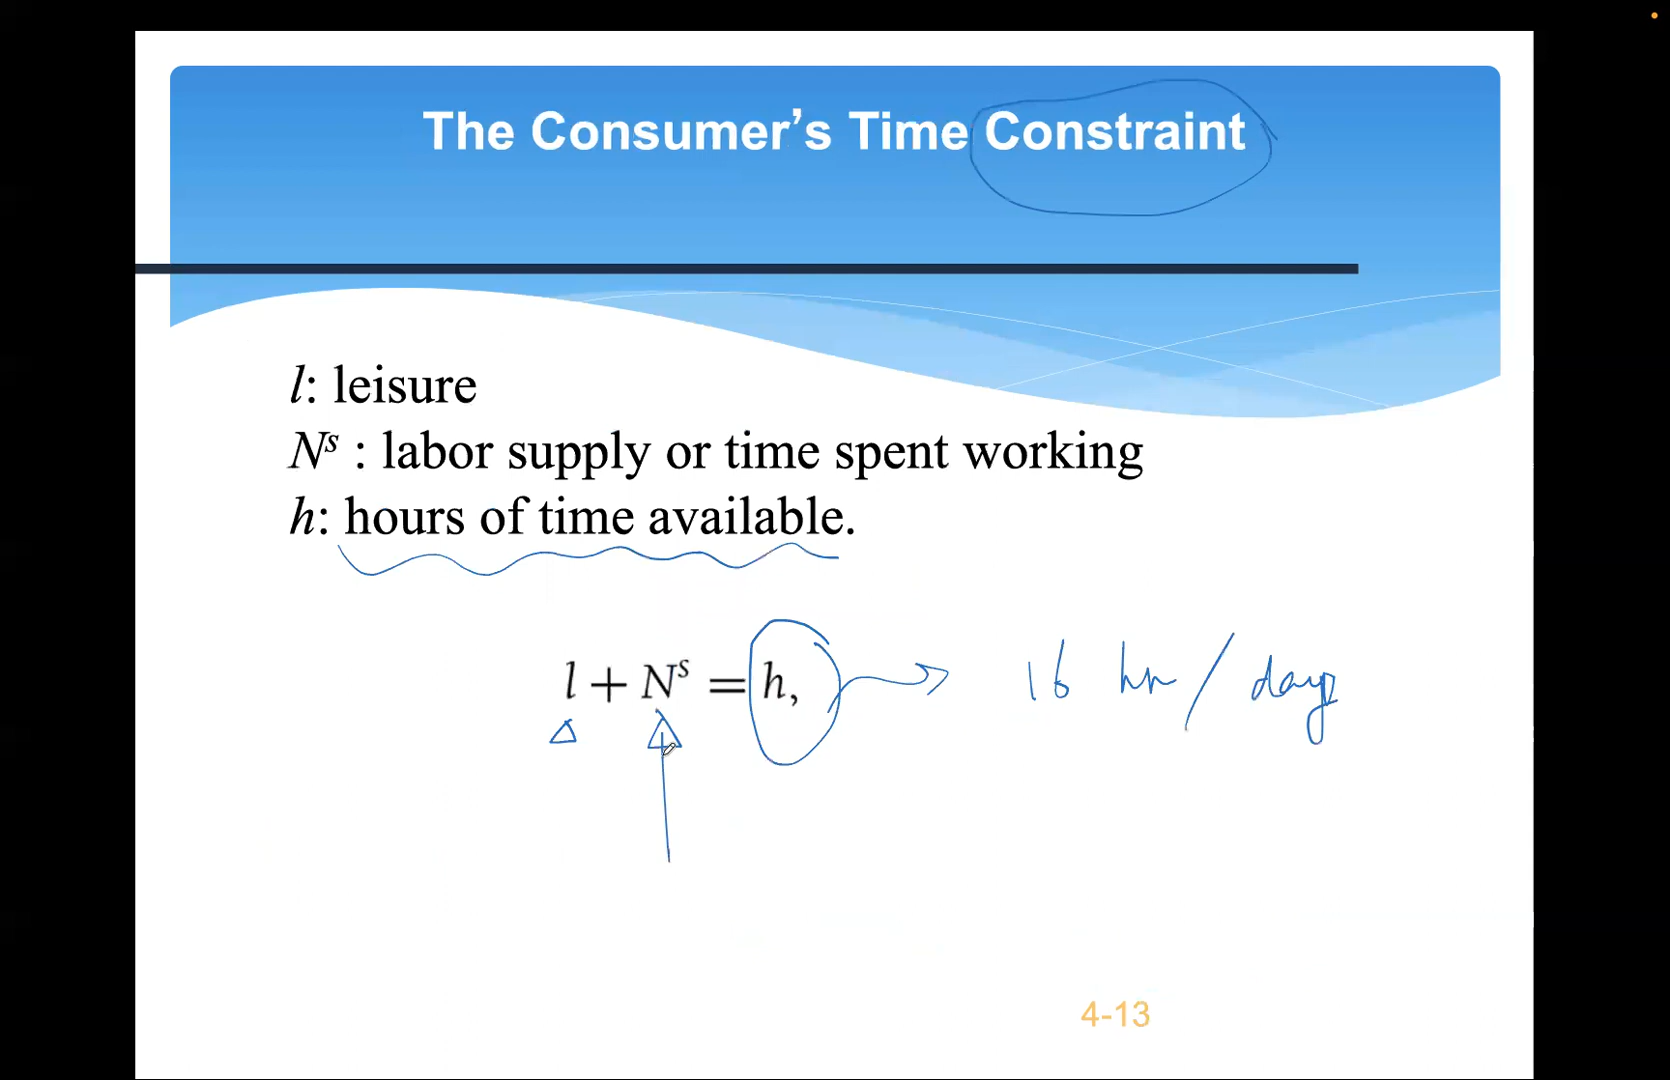 The Consumer’s Time Constraint
l: leisure
Nˢ : labor supply or time spent working
h: hours of time available.
l + Nˢ = h, 16 hr/day
4-13